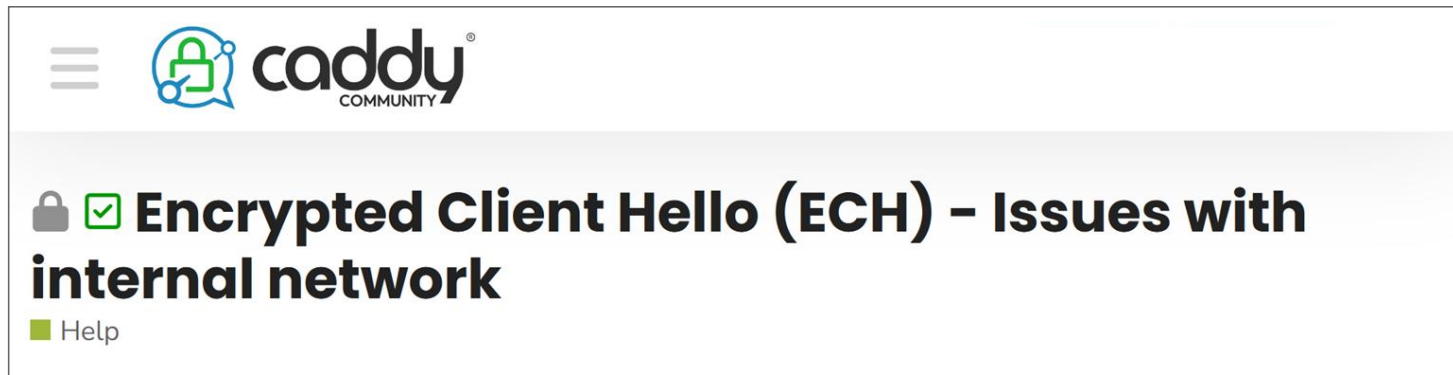 caddy®
COMMUNITY
Encrypted Client Hello (ECH) - Issues with
internal network
Help